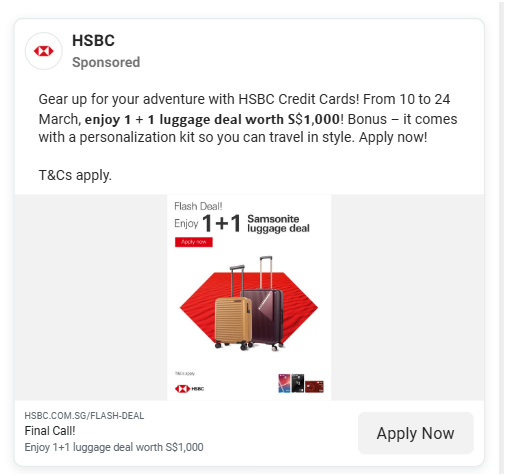 HSBC
Sponsored
Gear up for your adventure with HSBC Credit Cards! From 10 to 24
March, enjoy 1 + 1 luggage deal worth S$1,000! Bonus – it comes
with a personalization kit so you can travel in style. Apply now!
T&Cs apply.
Flash Deal!
Enjoy 1+1 Samsonite
luggage deal
Apply now
T&Cs apply.
HSBC
HSBC.COM.SG/FLASH-DEAL
Final Call!
Enjoy 1+1 luggage deal worth S$1,000
Apply Now